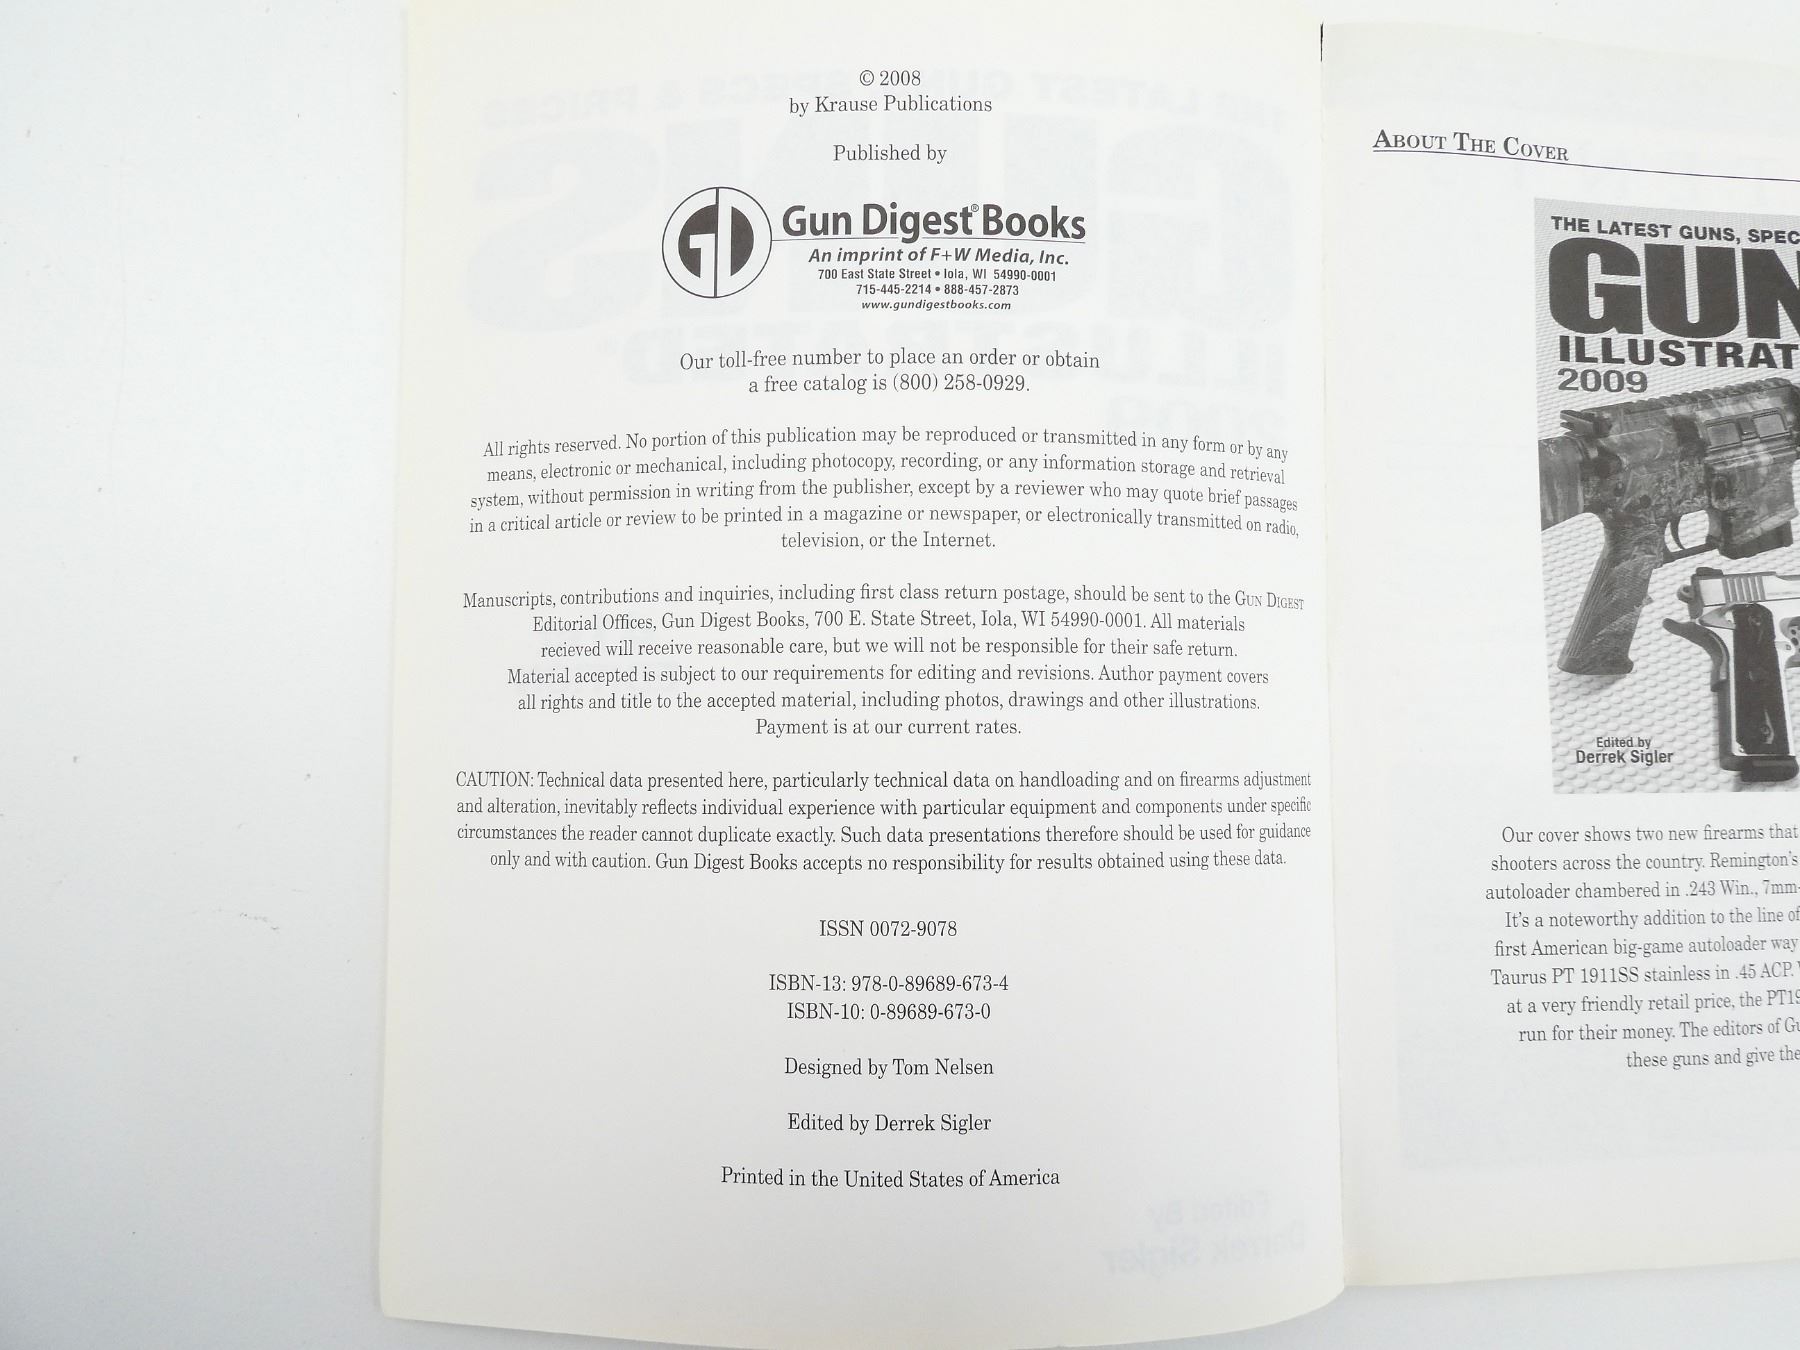 © 2008
by Krause Publications
Published by
GD
Gun Digest® Books
An imprint of F+W Media, Inc.
700 East State Street • Iola, WI 54990-0001
715-445-2214 • 888-457-2873
www.gundigestbooks.com
Our toll-free number to place an order or obtain
a free catalog is (800) 258-0929.
All rights reserved. No portion of this publication may be reproduced or transmitted in any form or by any
means, electronic or mechanical, including photocopy, recording, or any information storage and retrieval
system, without permission in writing from the publisher, except by a reviewer who may quote brief passages
in a critical article or review to be printed in a magazine or newspaper, or electronically transmitted on radio,
television, or the Internet.
Manuscripts, contributions and inquiries, including first class return postage, should be sent to the GUN DIGEST
Editorial Offices, Gun Digest Books, 700 E. State Street, Iola, WI 54990-0001. All materials
recieved will receive reasonable care, but we will not be responsible for their safe return.
Material accepted is subject to our requirements for editing and revisions. Author payment covers
all rights and title to the accepted material, including photos, drawings and other illustrations.
Payment is at our current rates.
CAUTION: Technical data presented here, particularly technical data on handloading and on firearms adjustment
and alteration, inevitably reflects individual experience with particular equipment and components under specific
circumstances the reader cannot duplicate exactly. Such data presentations therefore should be used for guidance
only and with caution. Gun Digest Books accepts no responsibility for results obtained using these data.
ISSN 0072-9078
ISBN-13: 978-0-89689-673-4
ISBN-10: 0-89689-673-0
Designed by Tom Nelsen
Edited by Derrek Sigler
Printed in the United States of America
ABOUT THE COVER
THE LATEST GUNS, SPEC
GUN
ILLUSTRAT
2009
Edited by
Derrek Sigler
Our cover shows two new firearms that
shooters across the country. Remington's
autoloader chambered in .243 Win., 7mm-
It's a noteworthy addition to the line of
first American big-game autoloader way
Taurus PT 1911SS stainless in .45 ACP.
at a very friendly retail price, the PT19
run for their money. The editors of Gu
these guns and give the